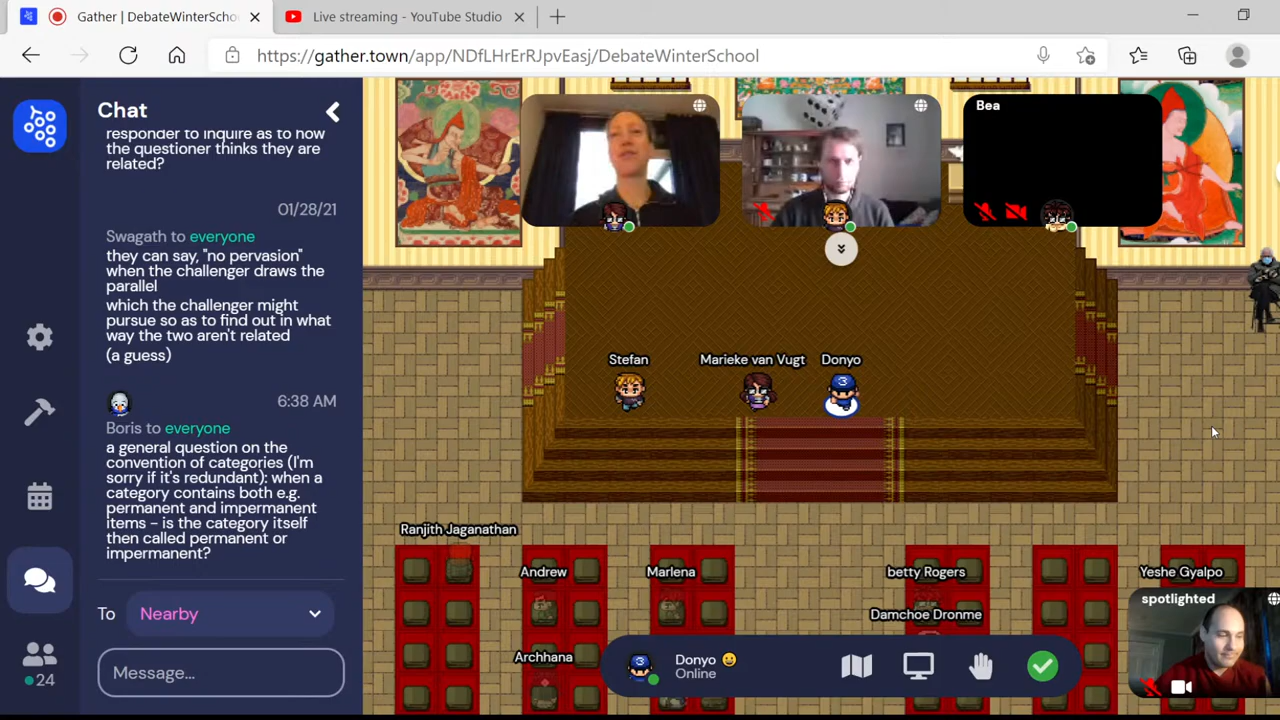 Gather | DebateWinterScho
Live streaming - YouTube Studio
https://gather.town/app/NDfLHrErRJpvEasj/DebateWinterSchool
Chat
responder to inquire as to how
the questioner thinks they are
related?
01/28/21
Swagath to everyone
they can say, "no pervasion"
when the challenger draws the
parallel
which the challenger might
pursue so as to find out in what
way the two aren't related
(a guess)
6:38 AM
Boris to everyone
a general question on the
convention of categories (I'm
sorry if it's redundant): when a
category contains both e.g.
permanent and impermanent
items - is the category itself
then called permanent or
impermanent?
To Nearby
Message...
24
Bea
Stefan
Marieke van Vugt
Donyo
3
Ranjith Jaganathan
Andrew
Marlena
betty Rogers
Yeshe Gyalpo
Damchoe Dronme
Archhana
spotlighted
3
Donyo
Online